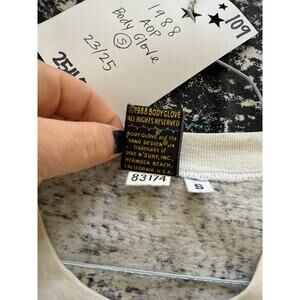 1988
AOP
Body Glove
S
23/25
109
©1988 BODY GLOVE
ALL RIGHTS RESERVED
BODY GLOVE and the
HAND DESIGN are
trademarks of
DIVE N' SURF, INC.
HERMOSA BEACH,
CALIFORNIA, U.S.A.
83174
S